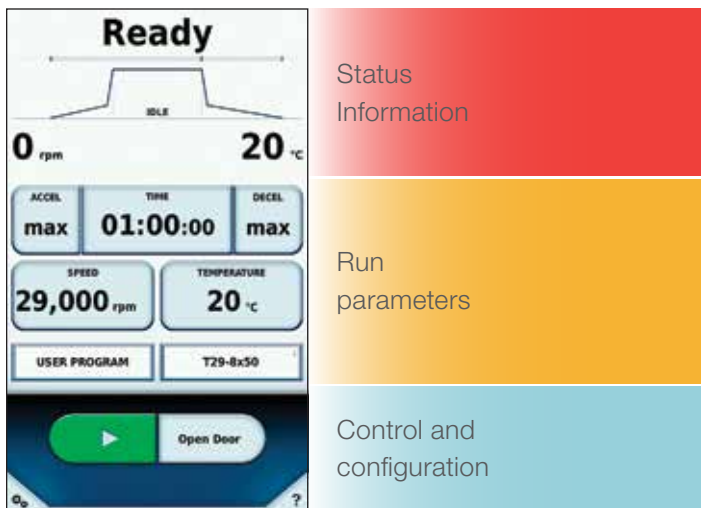 Ready
IDLE
0 rpm 20 °C
ACCEL TIME DECEL
max 01:00:00 max
SPEED TEMPERATURE
29,000 rpm 20 °C
USER PROGRAM T29-8x50
Open Door
?
Status
Information
Run
parameters
Control and
configuration